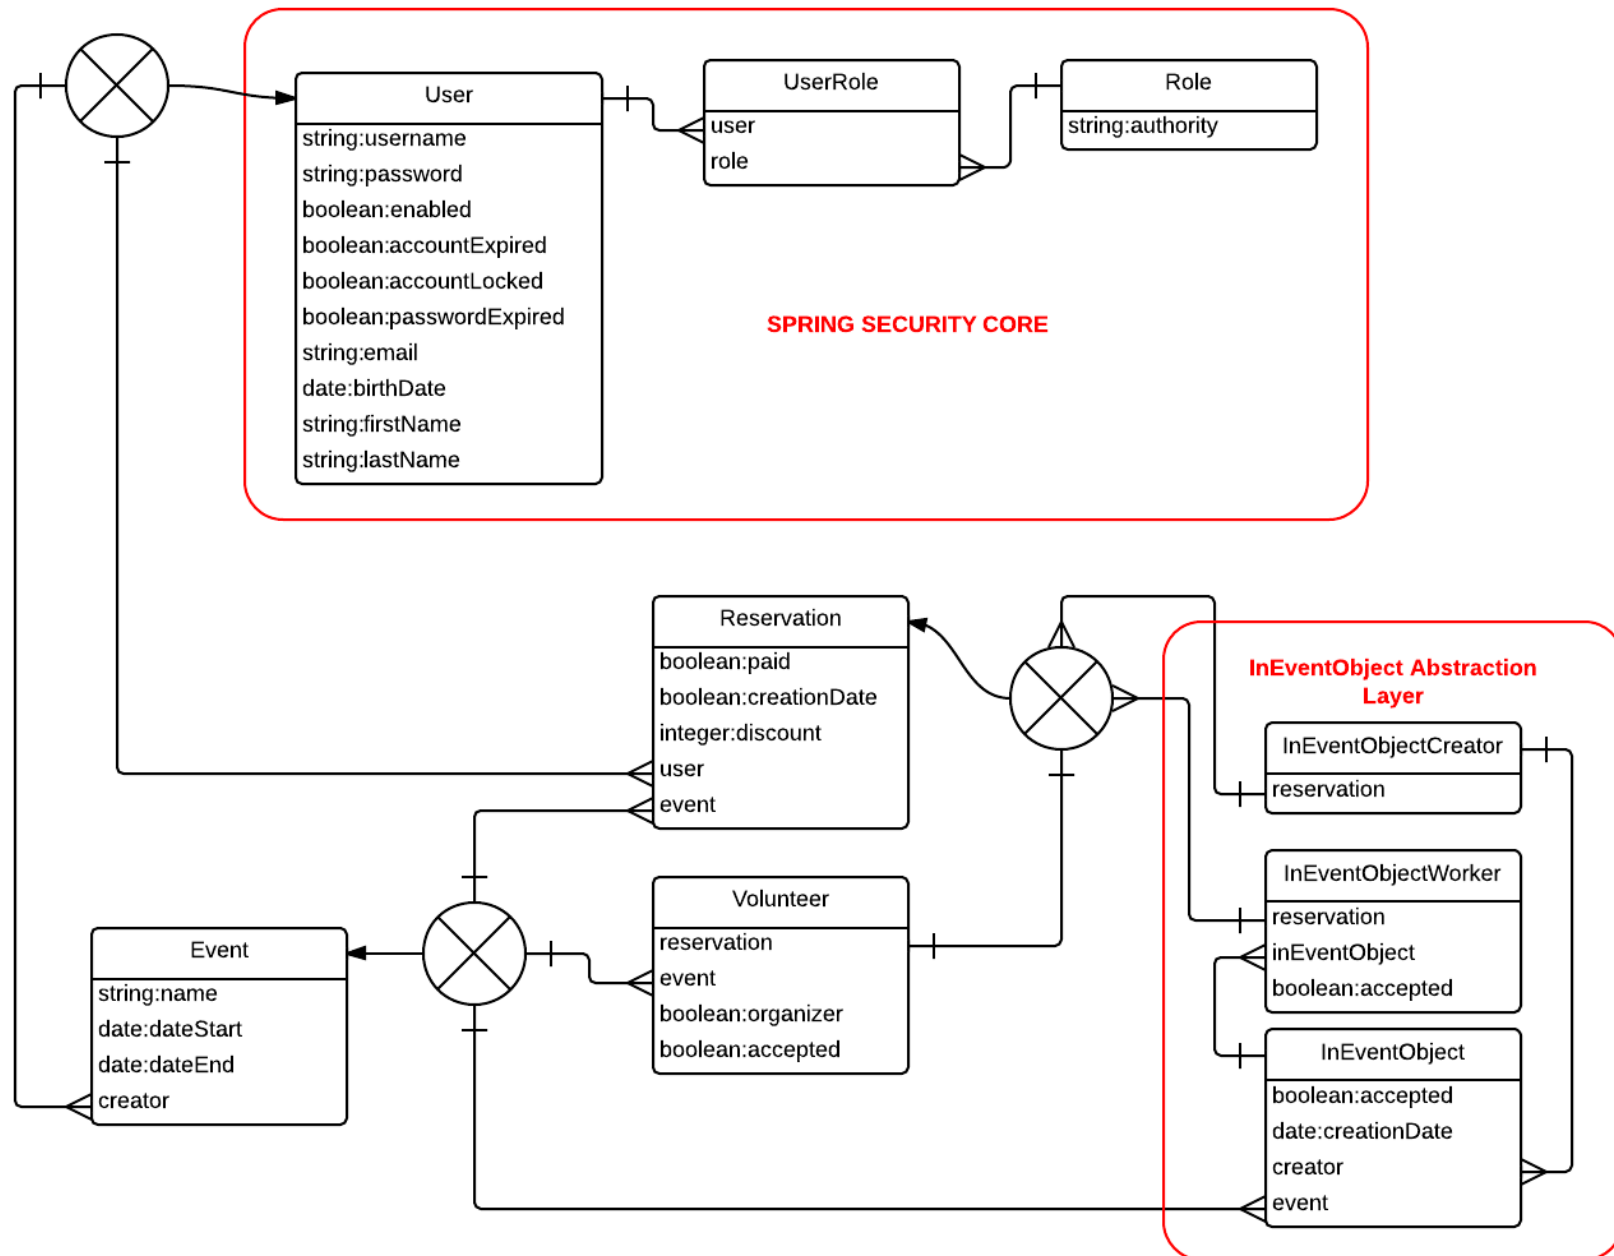 User
string:username
string:password
boolean:enabled
boolean:accountExpired
boolean:accountLocked
boolean:passwordExpired
string:email
date:birthDate
string:firstName
string:lastName
UserRole
user
role
Role
string:authority
SPRING SECURITY CORE
Reservation
boolean:paid
boolean:creationDate
integer:discount
user
event
Volunteer
reservation
event
boolean:organizer
boolean:accepted
Event
string:name
date:dateStart
date:dateEnd
creator
InEventObject Abstraction
Layer
InEventObjectCreator
reservation
InEventObjectWorker
reservation
inEventObject
boolean:accepted
InEventObject
boolean:accepted
date:creationDate
creator
event